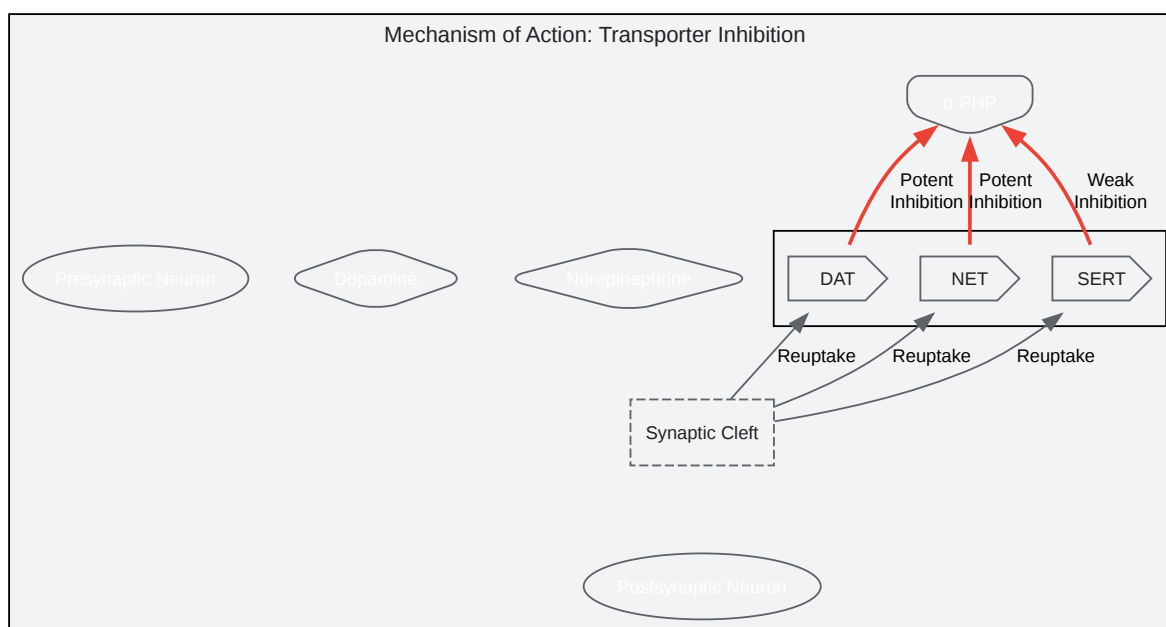 Mechanism of Action: Transporter Inhibition
α-PHP
Potent
Inhibition
Potent
Inhibition
Weak
Inhibition
Presynaptic Neuron
Dopamine
Norepinephrine
DAT
NET
SERT
Reuptake
Reuptake
Reuptake
Synaptic Cleft
Postsynaptic Neuron